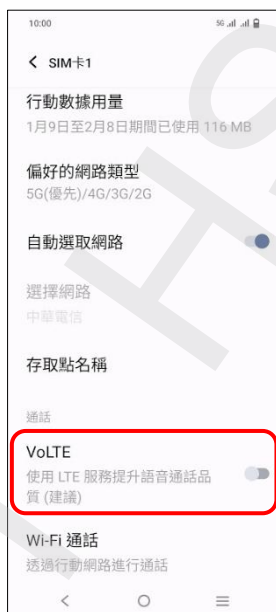 10:00 5G
SIM卡1
行動數據用量
1月9日至2月8日期間已使用 116 MB
偏好的網路類型
5G(優先)/4G/3G/2G
自動選取網路
選擇網路
中華電信
存取點名稱
通話
VoLTE
使用 LTE 服務提升語音通話品
質 (建議)
Wi-Fi 通話
透過行動網路進行通話